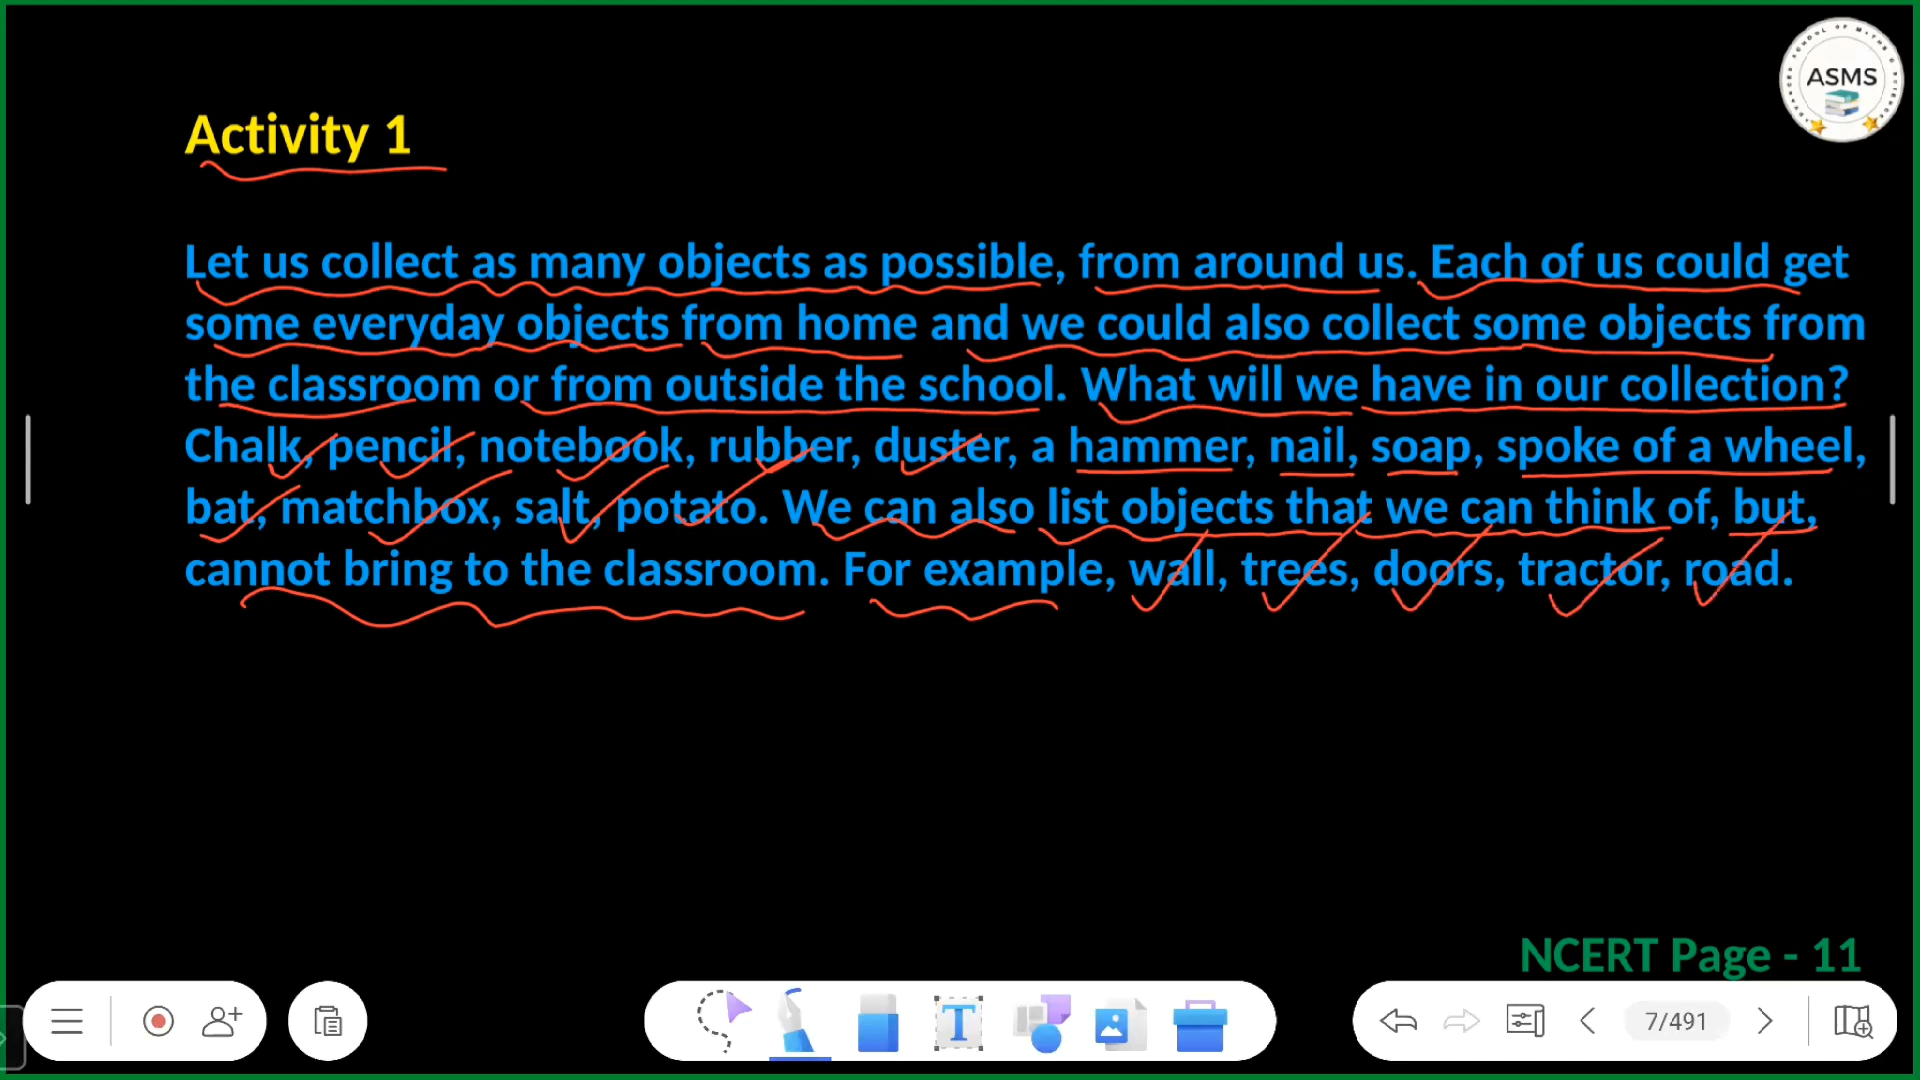 ASMS
Activity 1
Let us collect as many objects as possible, from around us. Each of us could get
some everyday objects from home and we could also collect some objects from
the classroom or from outside the school. What will we have in our collection?
Chalk, pencil, notebook, rubber, duster, a hammer, nail, soap, spoke of a wheel,
bat, matchbox, salt, potato. We can also list objects that we can think of, but,
cannot bring to the classroom. For example, wall, trees, doors, tractor, road.
NCERT Page - 11
T
7/491